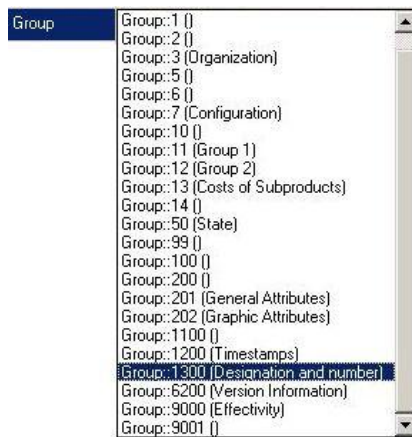 Group
Group::1 ()
Group::2 ()
Group::3 (Organization)
Group::5 ()
Group::6 ()
Group::7 (Configuration)
Group::10 ()
Group::11 (Group 1)
Group::12 (Group 2)
Group::13 (Costs of Subproducts)
Group::14 ()
Group::50 (State)
Group::99 ()
Group::100 ()
Group::200 ()
Group::201 (General Attributes)
Group::202 (Graphic Attributes)
Group::1100 ()
Group::1200 (Timestamps)
Group::1300 (Designation and number)
Group::6200 (Version Information)
Group::9000 (Effectivity)
Group::9001 ()